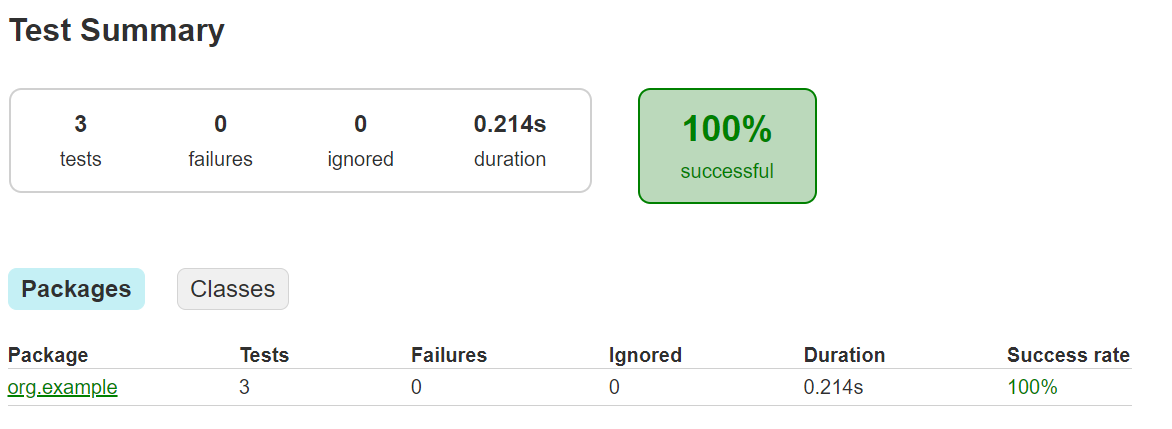 Test Summary
3 0 0 0.214s
tests failures ignored duration
100%
successful
Packages Classes
Package Tests Failures Ignored Duration Success rate
org.example 3 0 0 0.214s 100%